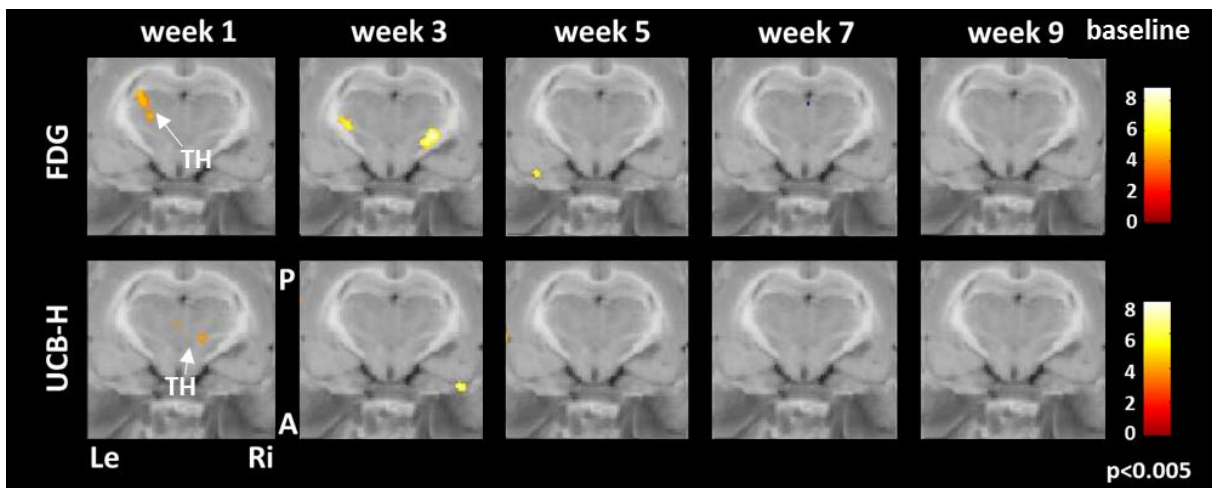 week 1 week 3 week 5 week 7 week 9 baseline
FDG
TH
8
6
4
2
0
UCB-H
TH
P
A
8
6
4
2
0
Le Ri
p<0.005